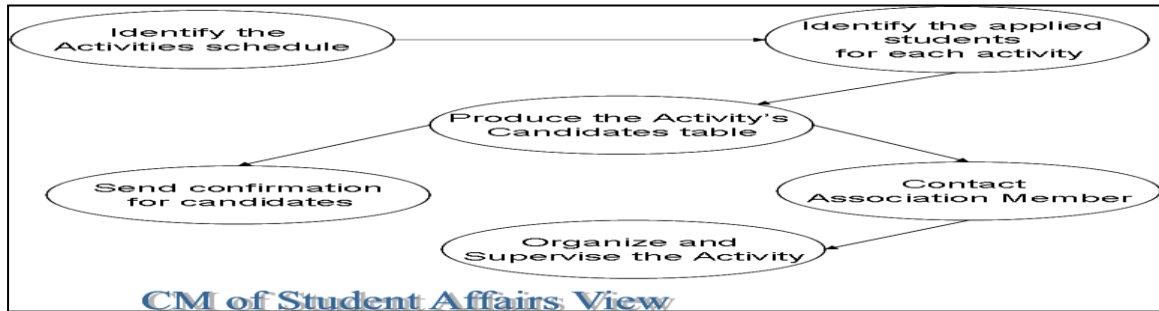 Identify the
Activities schedule
Identify the applied
students
for each activity
Produce the Activity's
Candidates table
Send confirmation
for candidates
Contact
Association Member
Organize and
Supervise the Activity
CM of Student Affairs View